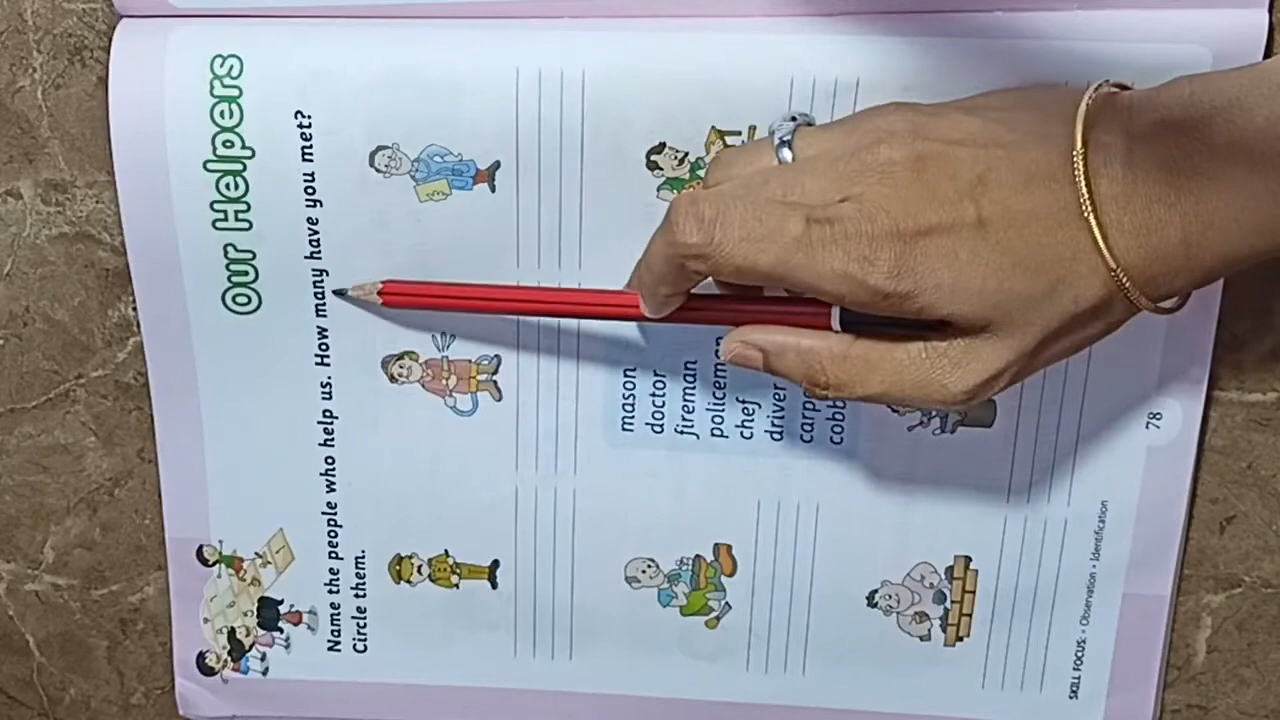 Our Helpers
Name the people who help us. How many have you met?
Circle them.
mason
doctor
fireman
policeman
chef
driver
SKILL FOCUS: • Observation • Identification
78